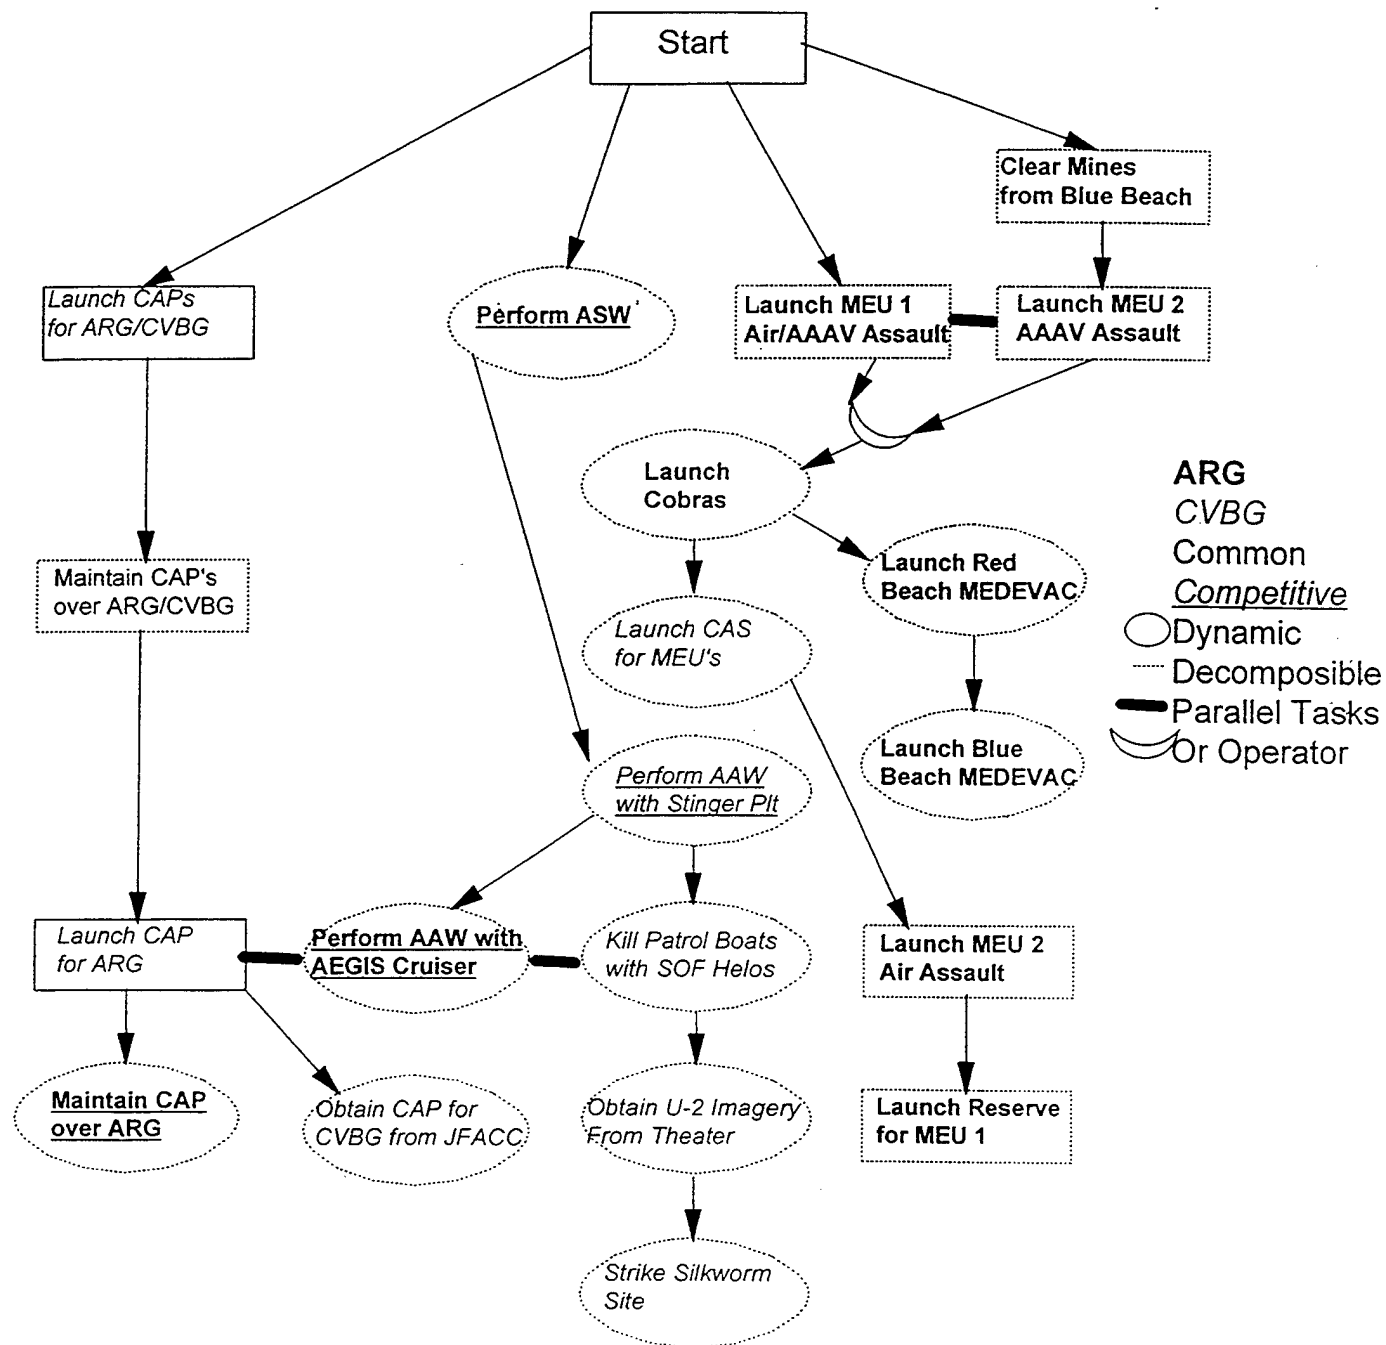 Start
Clear Mines
from Blue Beach
Launch CAPs
for ARG/CVBG
Perform ASW
Launch MEU 1
Air/AAAV Assault
Launch MEU 2
AAAV Assault
Launch
Cobras
ARG
CVBG
Common
Competitive
Dynamic
Decomposible
Parallel Tasks
Or Operator
Maintain CAP's
over ARG/CVBG
Launch Red
Beach MEDEVAC
Launch CAS
for MEU's
Launch Blue
Beach MEDEVAC
Perform AAW
with Stinger Plt
Launch CAP
for ARG
Perform AAW with
AEGIS Cruiser
Kill Patrol Boats
with SOF Helos
Launch MEU 2
Air Assault
Maintain CAP
over ARG
Obtain CAP for
CVBG from JFACC
Obtain U-2 Imagery
From Theater
Launch Reserve
for MEU 1
Strike Silkworm
Site